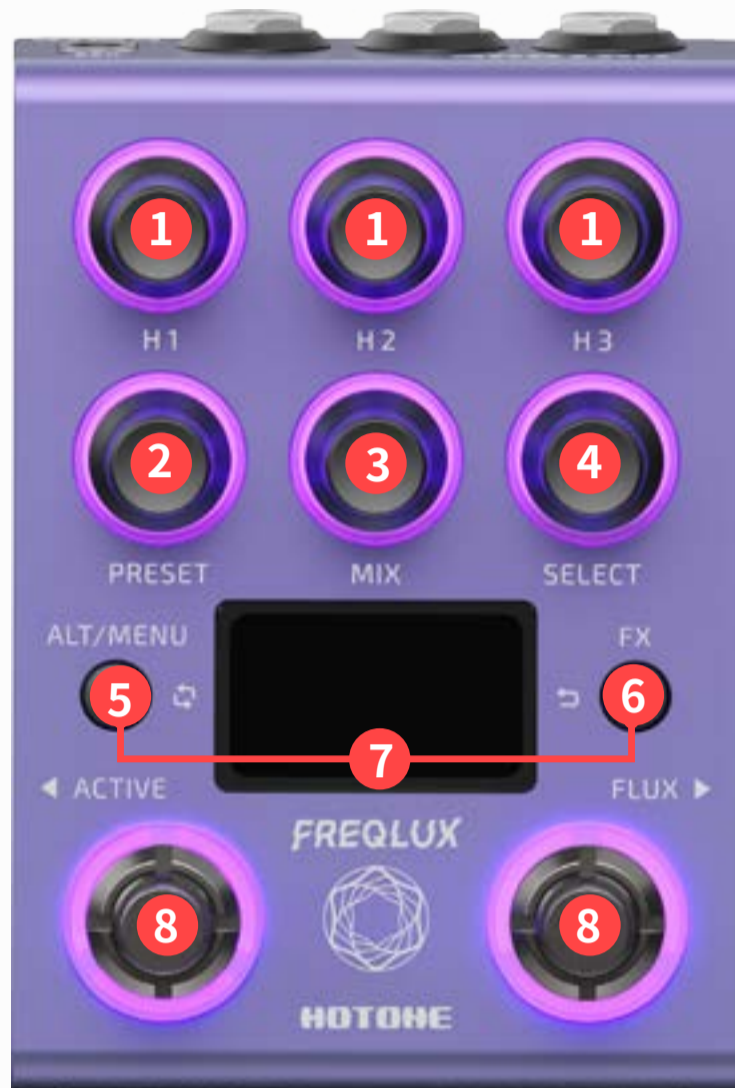 1 1 1
H1 H2 H3
2 3 4
PRESET MIX SELECT
ALT/MENU FX
5 6
7
◀ ACTIVE FLUX ▶
FREQLUX
8 8
HOTONE